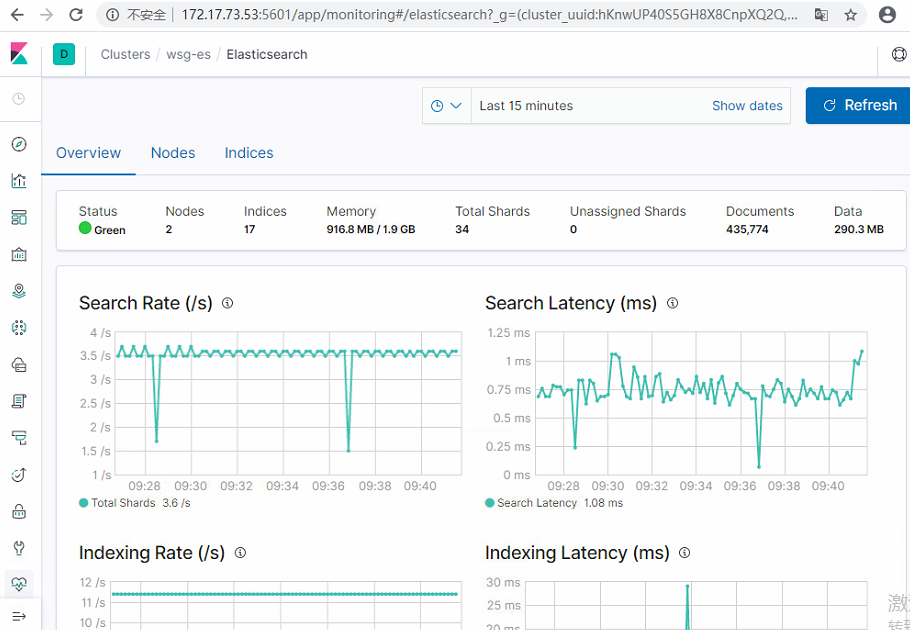 不安全 172.17.73.53:5601/app/monitoring#/elasticsearch?_g=(cluster_uuid:hKnwUP40S5GH8X8CnpXQ2Q,...
D Clusters / wsg-es / Elasticsearch
Last 15 minutes Show dates Refresh
Overview Nodes Indices
Status Nodes Indices Memory Total Shards Unassigned Shards Documents Data
Green 2 17 916.8 MB / 1.9 GB 34 0 435,774 290.3 MB
Search Rate (/s)
4 /s
3.5 /s
3 /s
2.5 /s
2 /s
1.5 /s
1 /s
09:28 09:30 09:32 09:34 09:36 09:38 09:40
Total Shards 3.6 /s
Search Latency (ms)
1.25 ms
1 ms
0.75 ms
0.5 ms
0.25 ms
0 ms
09:28 09:30 09:32 09:34 09:36 09:38 09:40
Search Latency 1.08 ms
Indexing Rate (/s)
12 /s
11 /s
10 /s
Indexing Latency (ms)
30 ms
25 ms
20 ms
激
转到